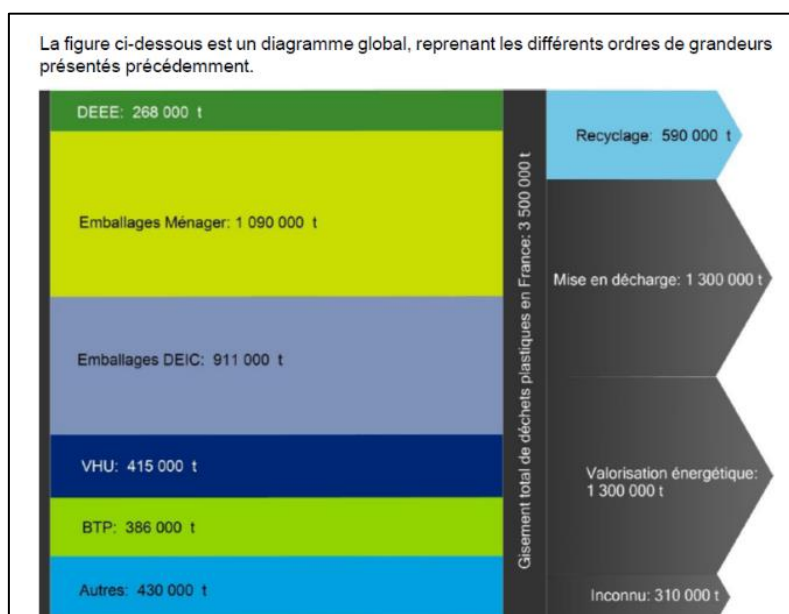 La figure ci-dessous est un diagramme global, reprenant les différents ordres de grandeurs
présentés précédemment.
DEEE: 268 000 t
Emballages Ménager: 1 090 000 t
Emballages DEIC: 911 000 t
VHU: 415 000 t
BTP: 386 000 t
Autres: 430 000 t
Gisement total de déchets plastiques en France: 3 500 000 t
Recyclage: 590 000 t
Mise en décharge: 1 300 000 t
Valorisation énergétique:
1 300 000 t
Inconnu: 310 000 t